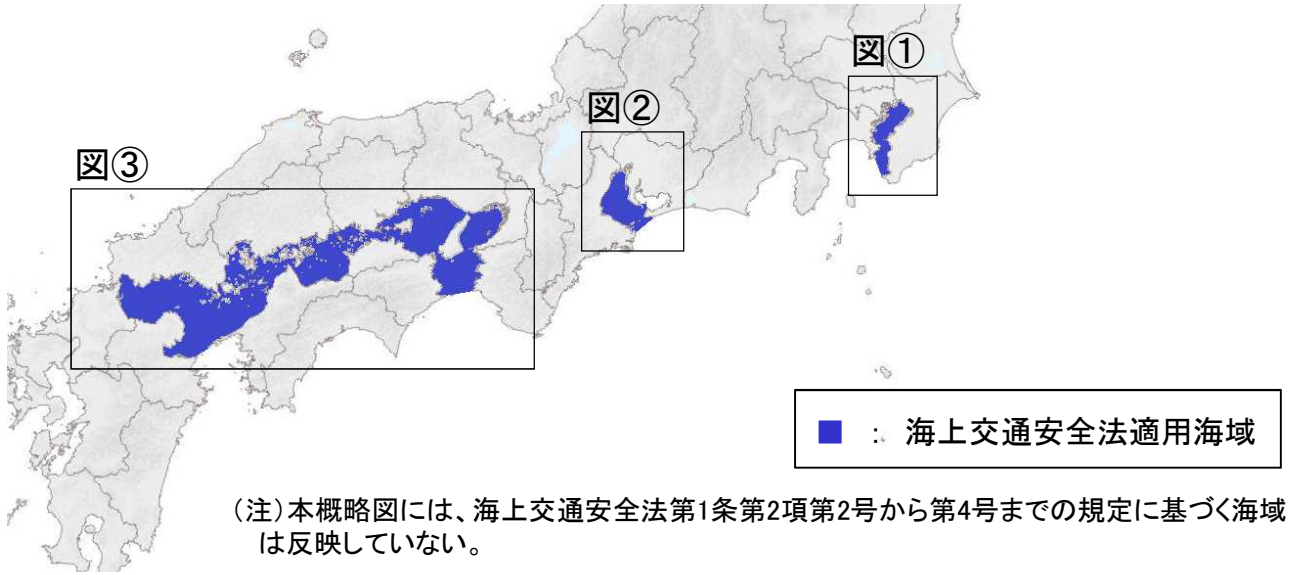 図①
図②
図③
■ : 海上交通安全法適用海域
(注)本概略図には、海上交通安全法第1条第2項第2号から第4号までの規定に基づく海域
は反映していない。